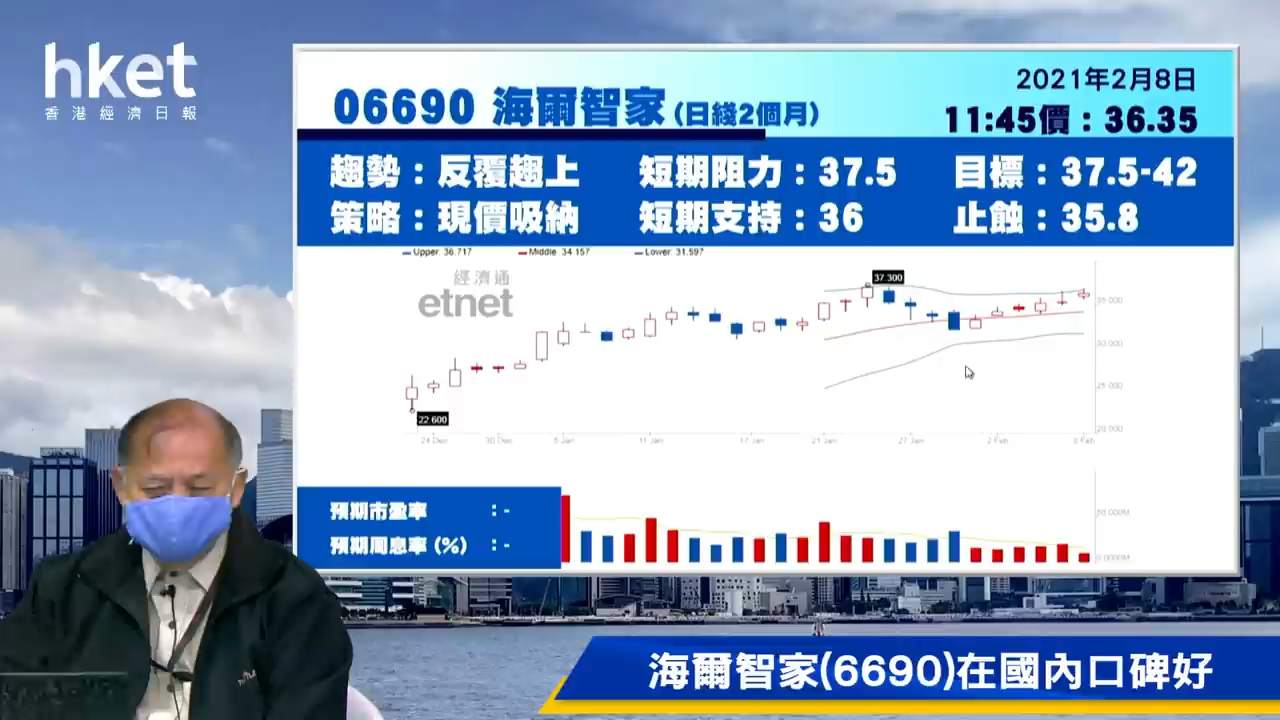 hket
香港經濟日報
2021年2月8日
06690 海爾智家(日綫2個月)
11:45價：36.35
趨勢：反覆趨上 短期阻力：37.5 目標：37.5-42
策略：現價吸納 短期支持：36 止蝕：35.8
Upper: 36.717 Middle: 34.157 Lower: 31.597
經濟通
etnet
37.300
35.000
30.000
25.000
22.600
20.000
24 Dec 30 Dec 6 Jan 11 Jan 17 Jan 21 Jan 27 Jan 2 Feb
預期市盈率 ：-
預期周息率 (%) ：-
海爾智家(6690)在國內口碑好